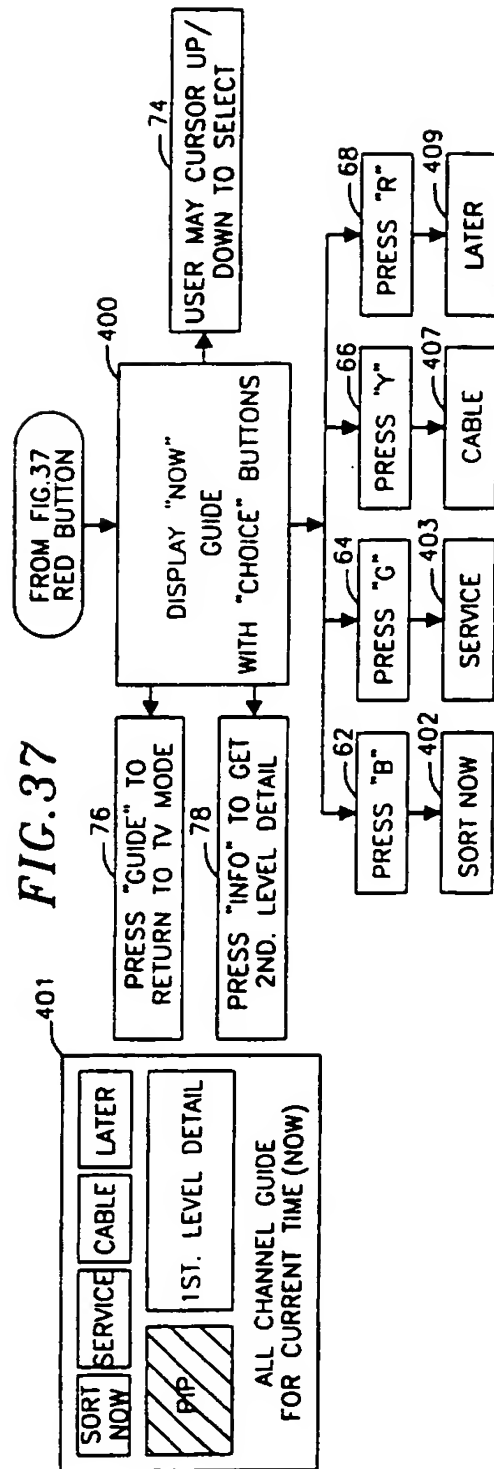 FIG.37
401
SORT
NOW
SERVICE
CABLE
LATER
PIP
1ST. LEVEL DETAIL
ALL CHANNEL GUIDE
FOR CURRENT TIME (NOW)
FROM FIG.37
RED BUTTON
400
DISPLAY "NOW"
GUIDE
WITH "CHOICE" BUTTONS
76
PRESS "GUIDE" TO
RETURN TO TV MODE
78
PRESS "INFO" TO GET
2ND. LEVEL DETAIL
74
USER MAY CURSOR UP/
DOWN TO SELECT
62
PRESS "B"
402
SORT NOW
64
PRESS "G"
403
SERVICE
66
PRESS "Y"
407
CABLE
68
PRESS "R"
409
LATER